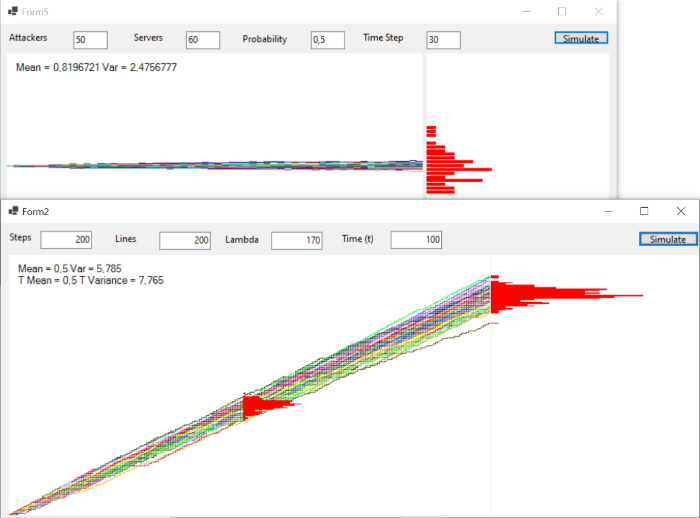 Form5
Attackers 50 Servers 60 Probability 0,5 Time Step 30 Simulate
Mean = 0,8196721 Var = 2,4756777
Form2
Steps 200 Lines 200 Lambda 170 Time (t) 100 Simulate
Mean = 0,5 Var = 5,785
T Mean = 0,5 T Variance = 7,765